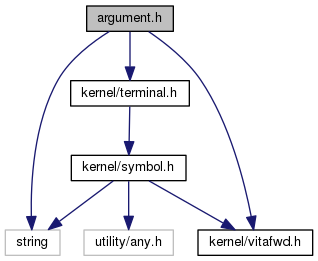 argument.h
kernel/terminal.h
kernel/symbol.h
string
utility/any.h
kernel/vitafwd.h